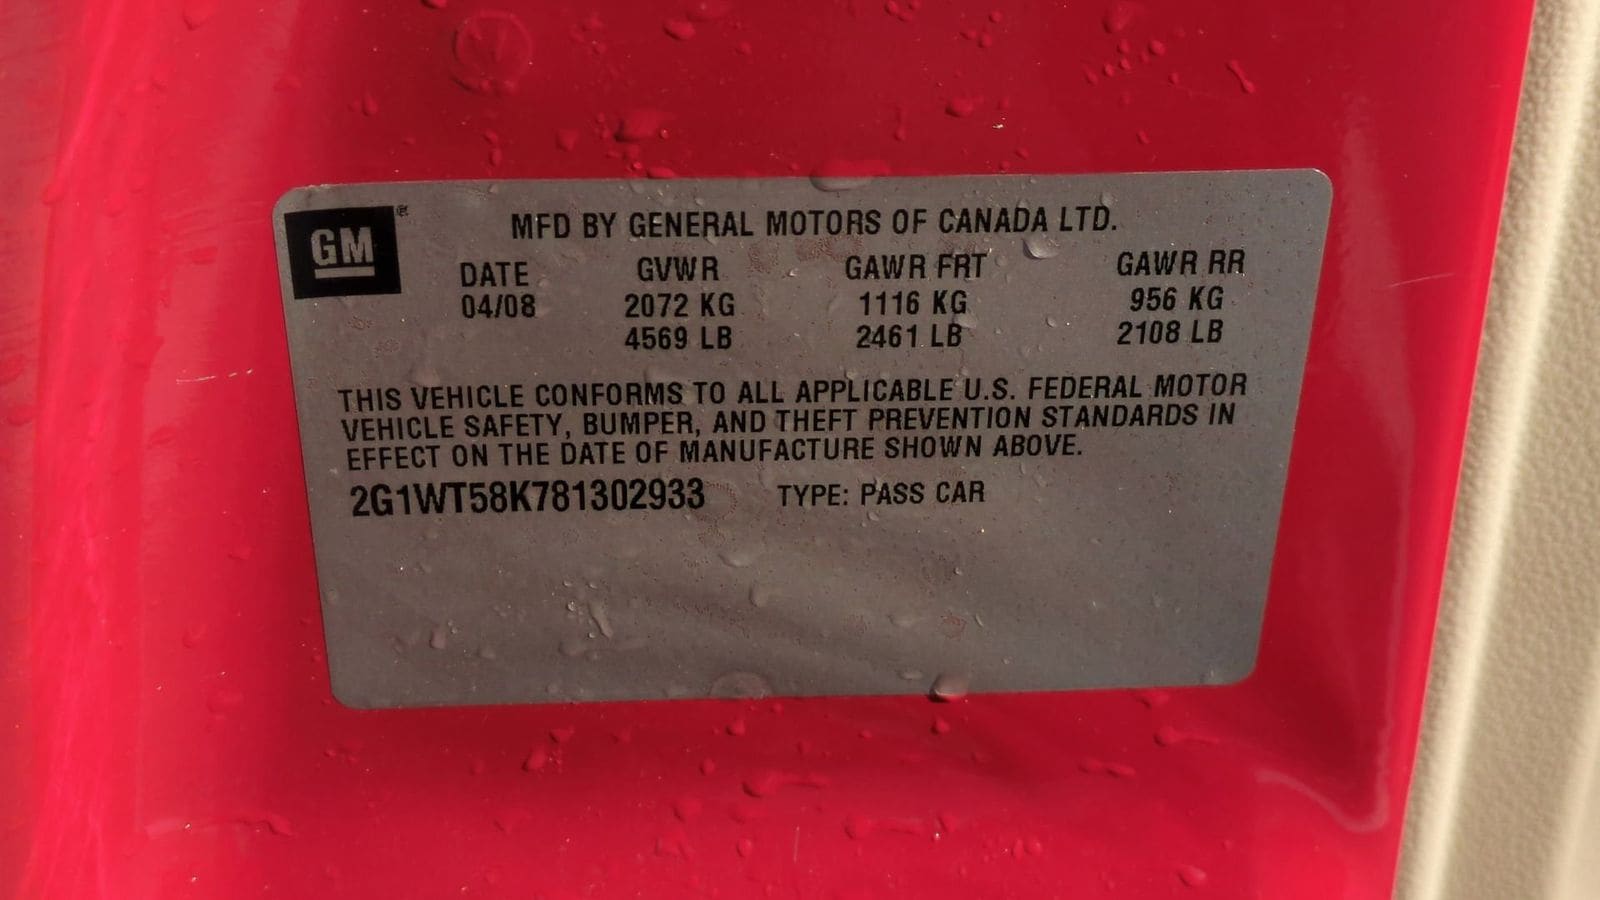 GM
MFD BY GENERAL MOTORS OF CANADA LTD.
DATE GVWR GAWR FRT GAWR RR
04/08 2072 KG 1116 KG 956 KG
4569 LB 2461 LB 2108 LB
THIS VEHICLE CONFORMS TO ALL APPLICABLE U.S. FEDERAL MOTOR
VEHICLE SAFETY, BUMPER, AND THEFT PREVENTION STANDARDS IN
EFFECT ON THE DATE OF MANUFACTURE SHOWN ABOVE.
2G1WT58K781302933 TYPE: PASS CAR